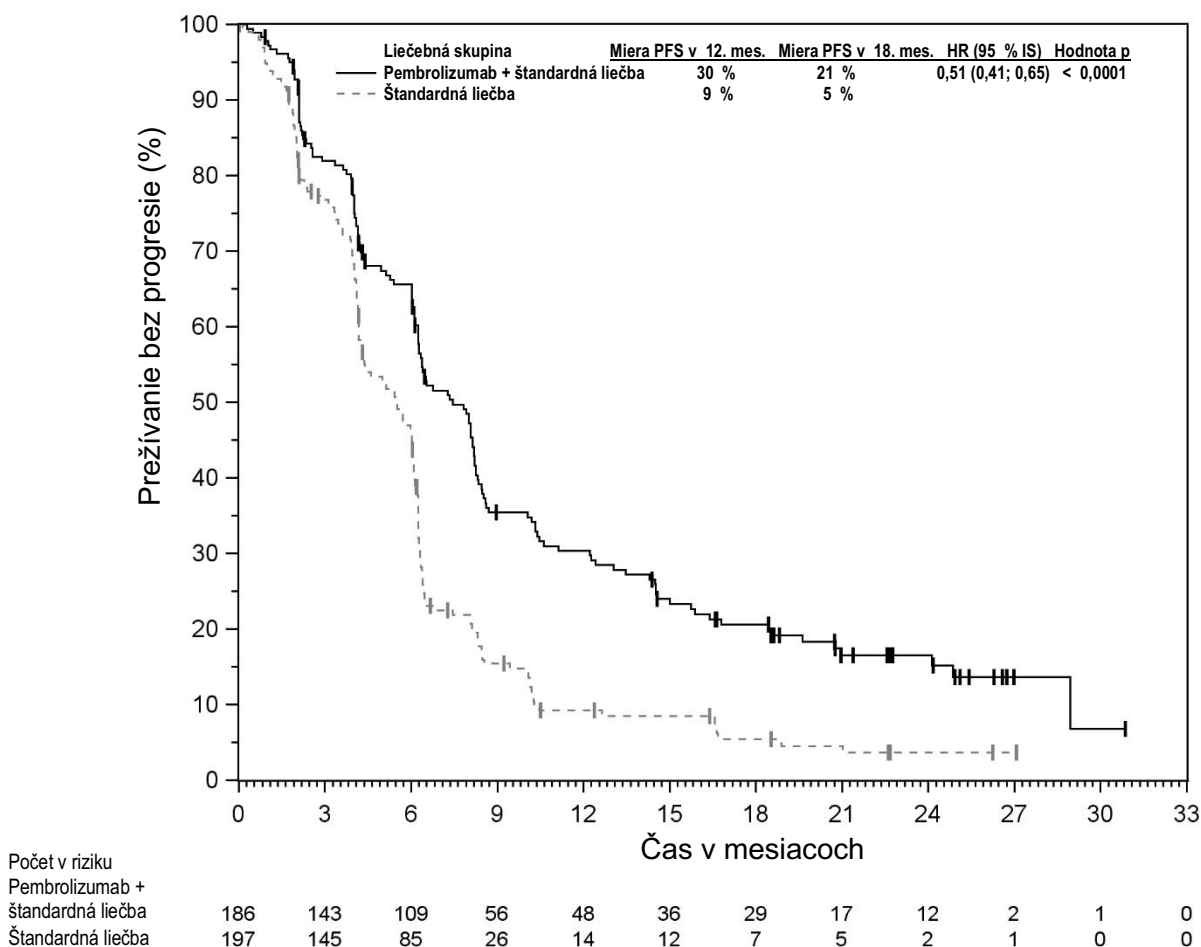 Liečebná skupina Miera PFS v 12. mes. Miera PFS v 18. mes. HR (95 % IS) Hodnota p
Pembrolizumab + štandardná liečba 30 % 21 % 0,51 (0,41; 0,65) < 0,0001
Štandardná liečba 9 % 5 %
Prežívanie bez progresie (%)
100
90
80
70
60
50
40
30
20
10
0
0 3 6 9 12 15 18 21 24 27 30 33
Čas v mesiacoch
Počet v riziku
Pembrolizumab +
štandardná liečba 186 143 109 56 48 36 29 17 12 2 1 0
Štandardná liečba 197 145 85 26 14 12 7 5 2 1 0 0